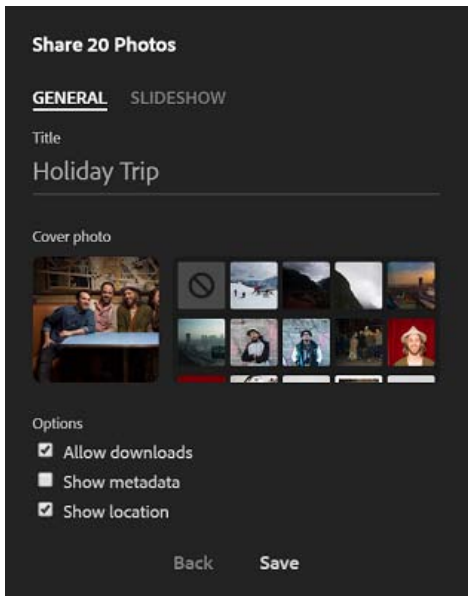 Share 20 Photos
GENERAL SLIDESHOW
Title
Holiday Trip
Cover photo
Options
Allow downloads
Show metadata
Show location
Back Save